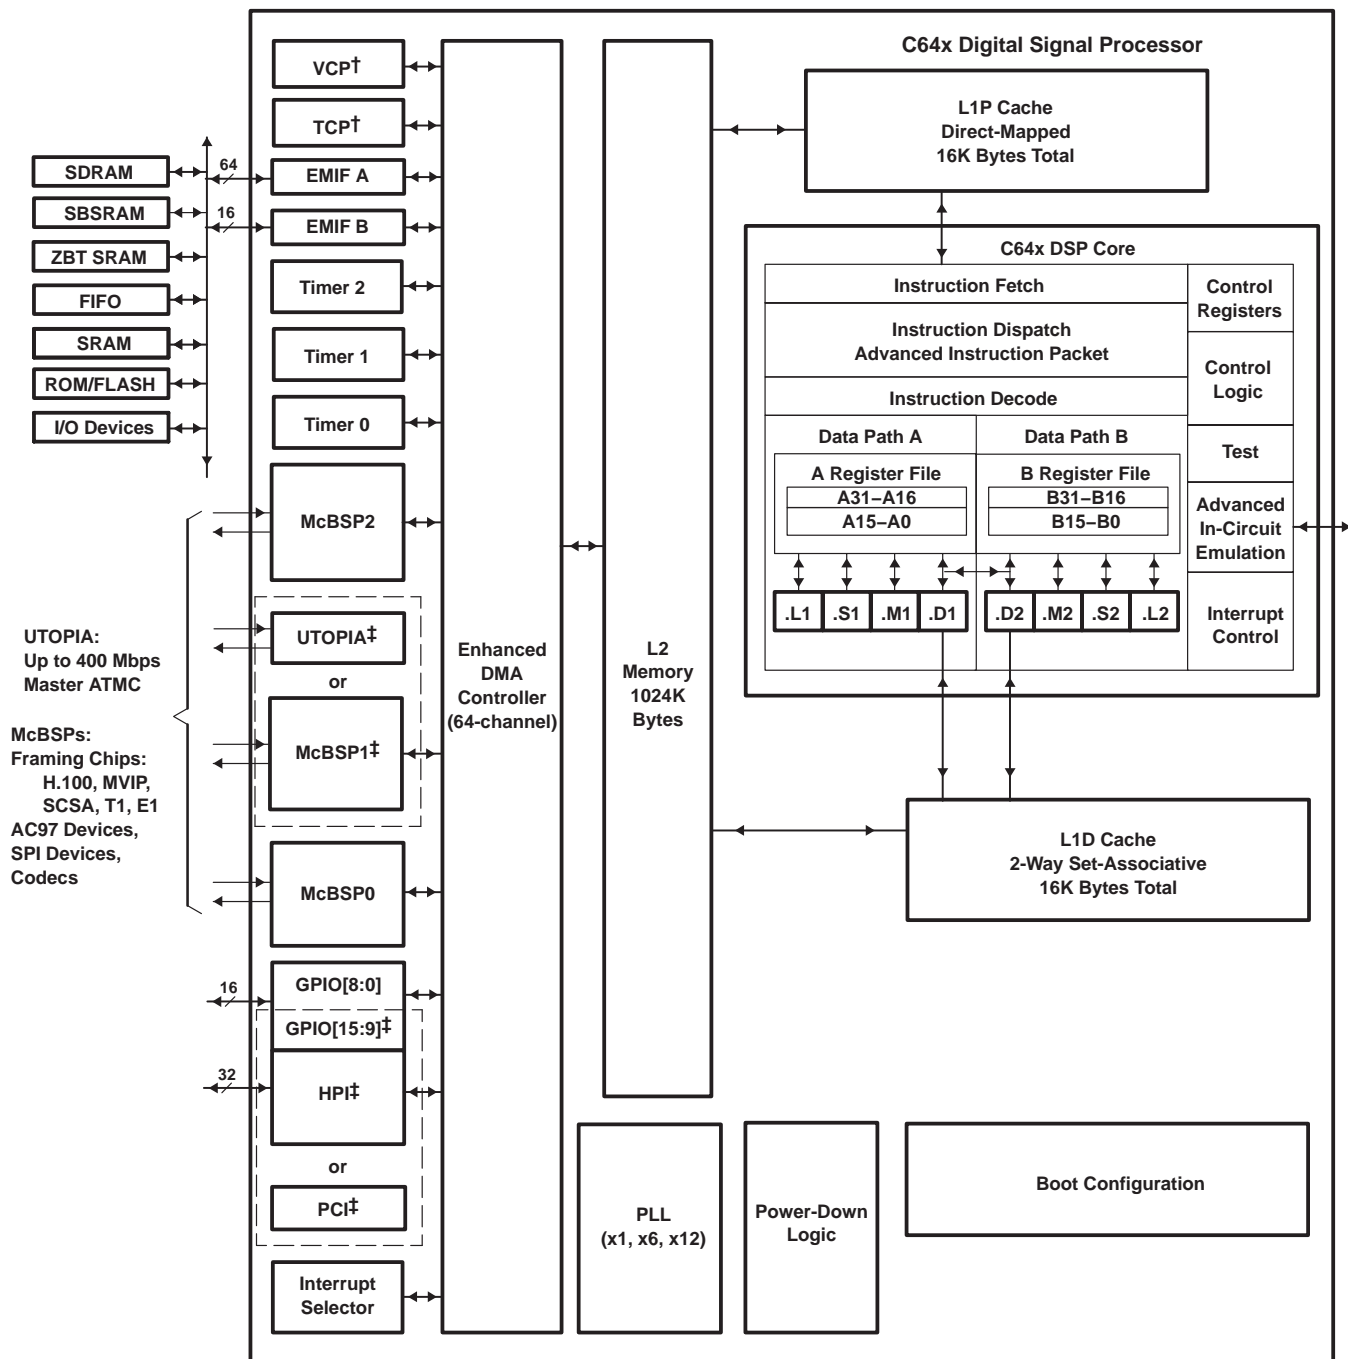 C64x Digital Signal Processor
VCP†
TCP†
EMIF A
EMIF B
Timer 2
Timer 1
Timer 0
McBSP2
UTOPIA‡
or
McBSP1‡
McBSP0
GPIO[8:0]
GPIO[15:9]‡
HPI‡
or
PCI‡
Interrupt
Selector
64
16
16
32
SDRAM
SBSRAM
ZBT SRAM
FIFO
SRAM
ROM/FLASH
I/O Devices
UTOPIA:
Up to 400 Mbps
Master ATMC
McBSPs:
Framing Chips:
H.100, MVIP,
SCSA, T1, E1
AC97 Devices,
SPI Devices,
Codecs
Enhanced
DMA
Controller
(64-channel)
L2
Memory
1024K
Bytes
L1P Cache
Direct-Mapped
16K Bytes Total
C64x DSP Core
Instruction Fetch
Instruction Dispatch
Advanced Instruction Packet
Instruction Decode
Data Path A
Data Path B
A Register File
A31–A16
A15–A0
B Register File
B31–B16
B15–B0
.L1
.S1
.M1
.D1
.D2
.M2
.S2
.L2
Control
Registers
Control
Logic
Test
Advanced
In-Circuit
Emulation
Interrupt
Control
L1D Cache
2-Way Set-Associative
16K Bytes Total
PLL
(x1, x6, x12)
Power-Down
Logic
Boot Configuration